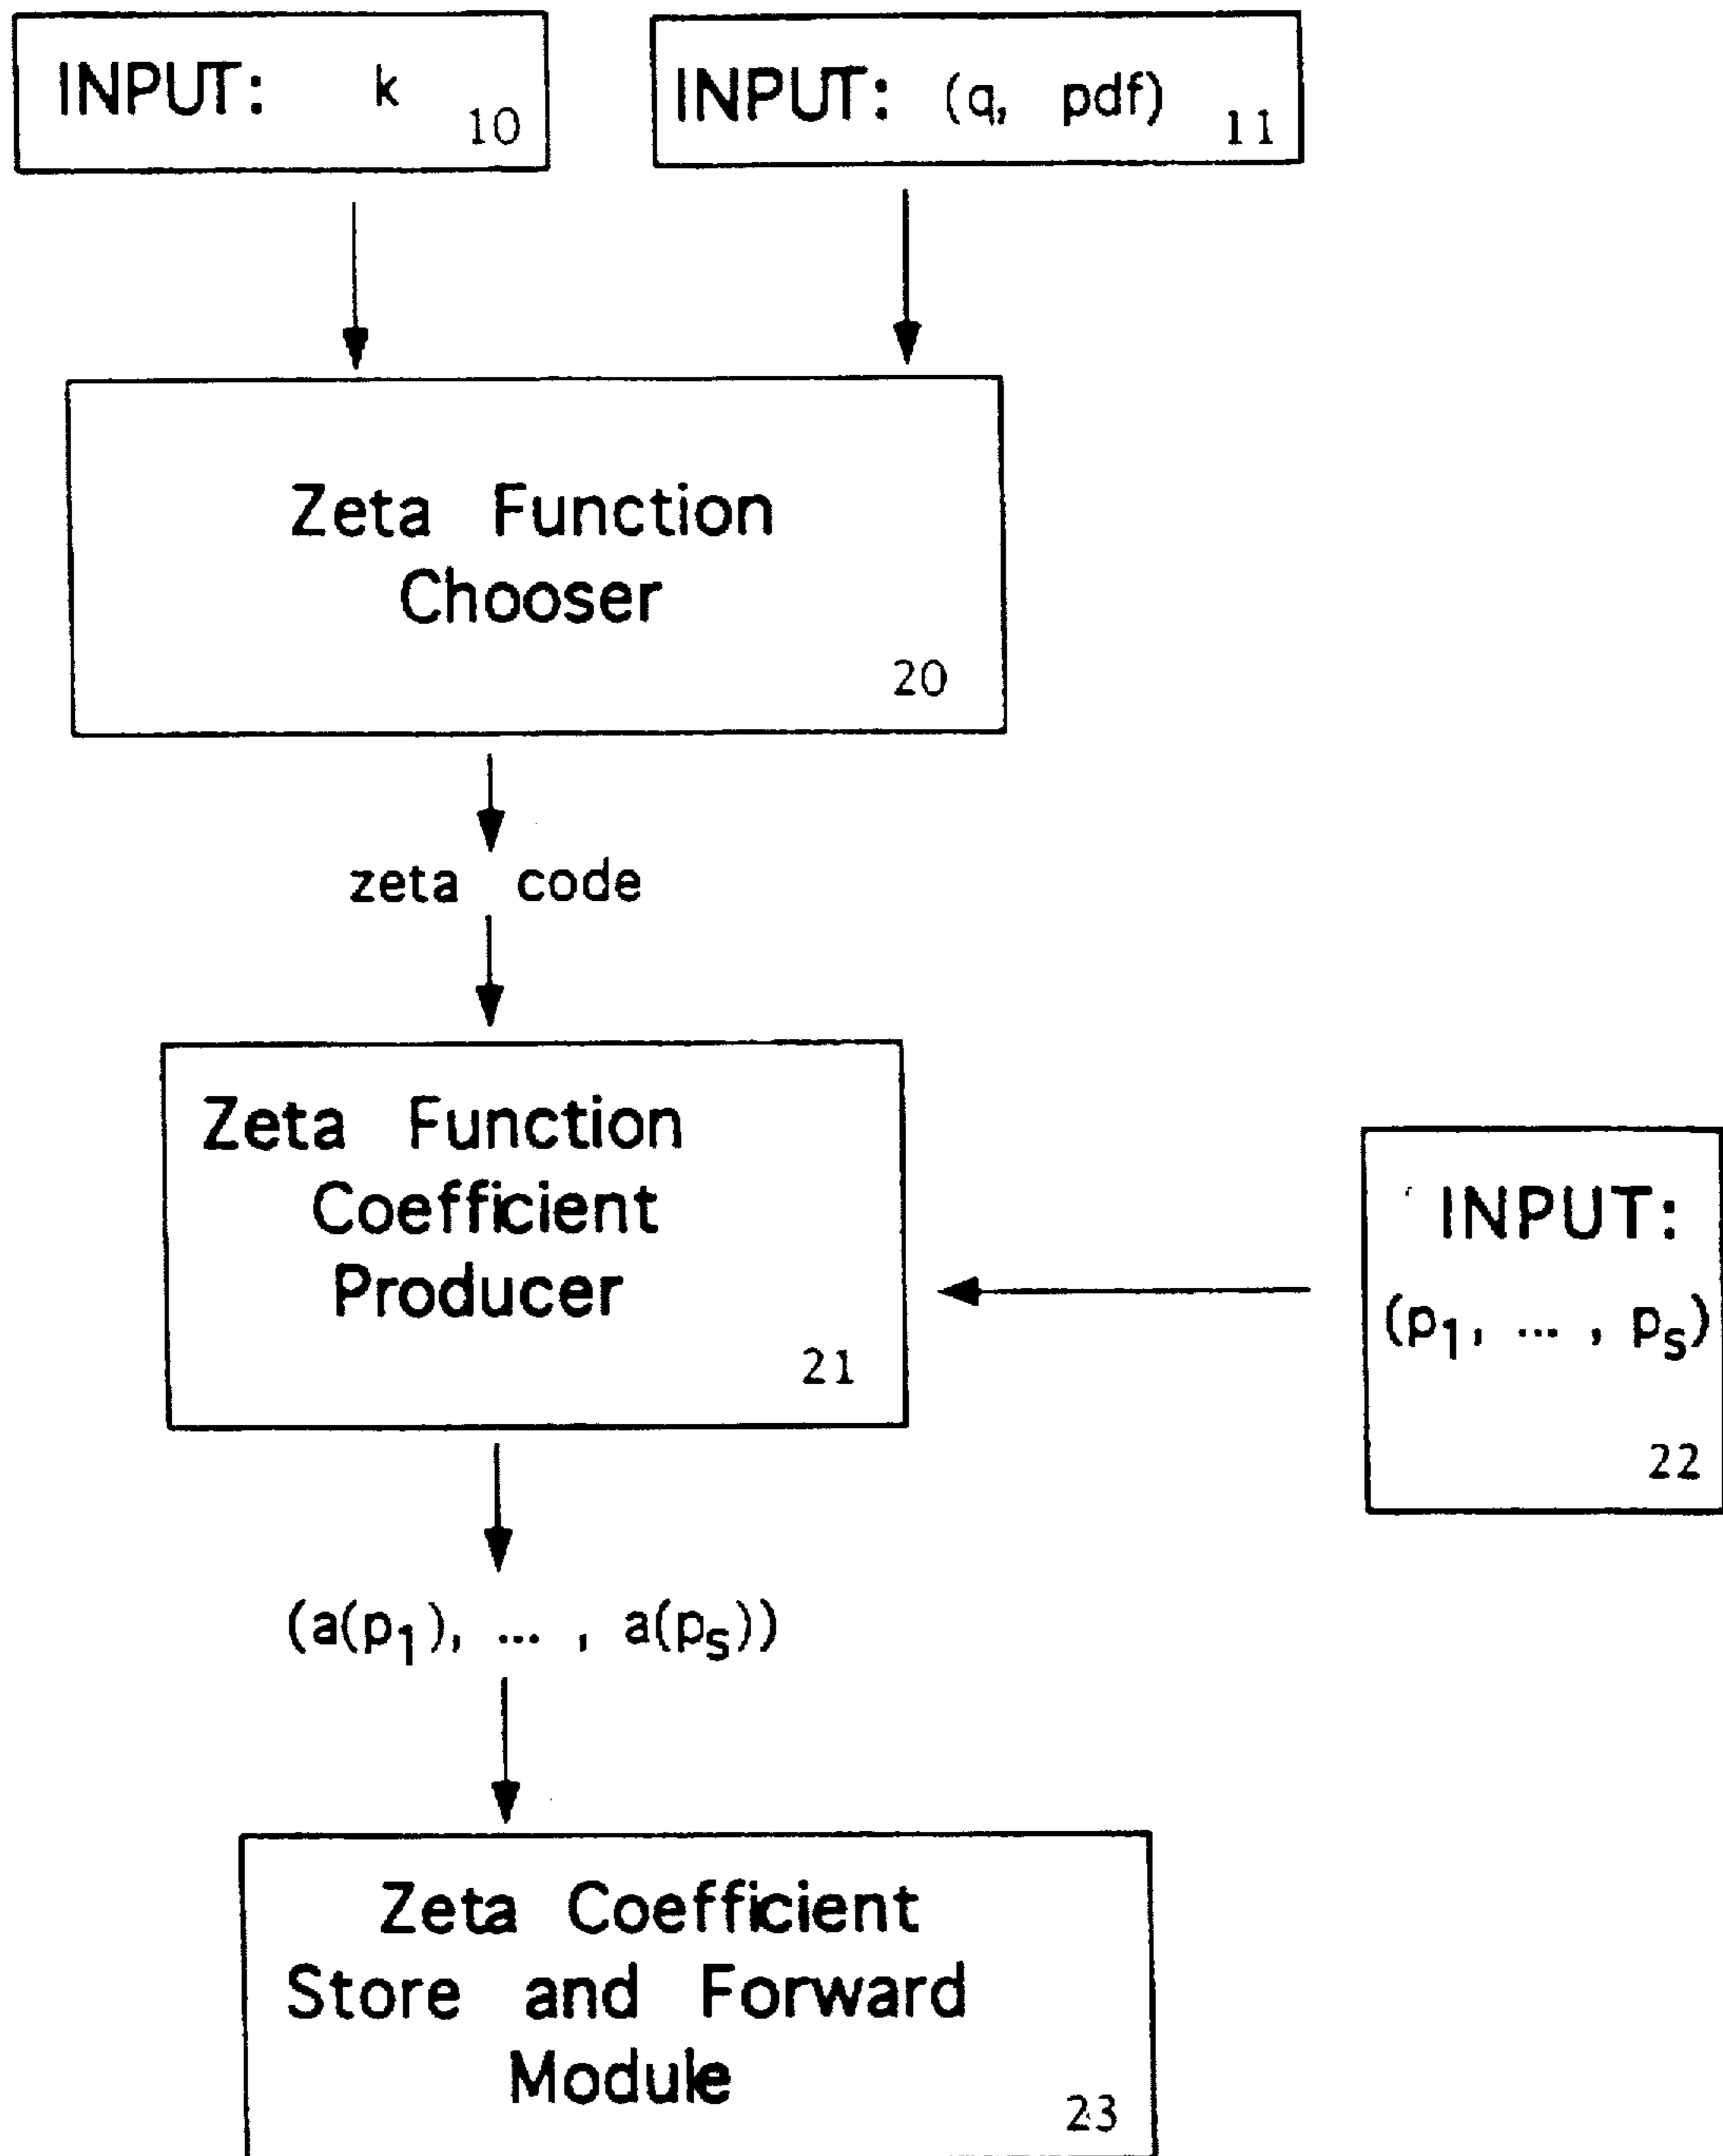 INPUT: k
10
INPUT: (q, pdf)
11
Zeta Function
Chooser
20
zeta code
Zeta Function
Coefficient
Producer
21
INPUT:
(p1, ... , ps)
22
(a(p1), ... , a(ps))
Zeta Coefficient
Store and Forward
Module
23